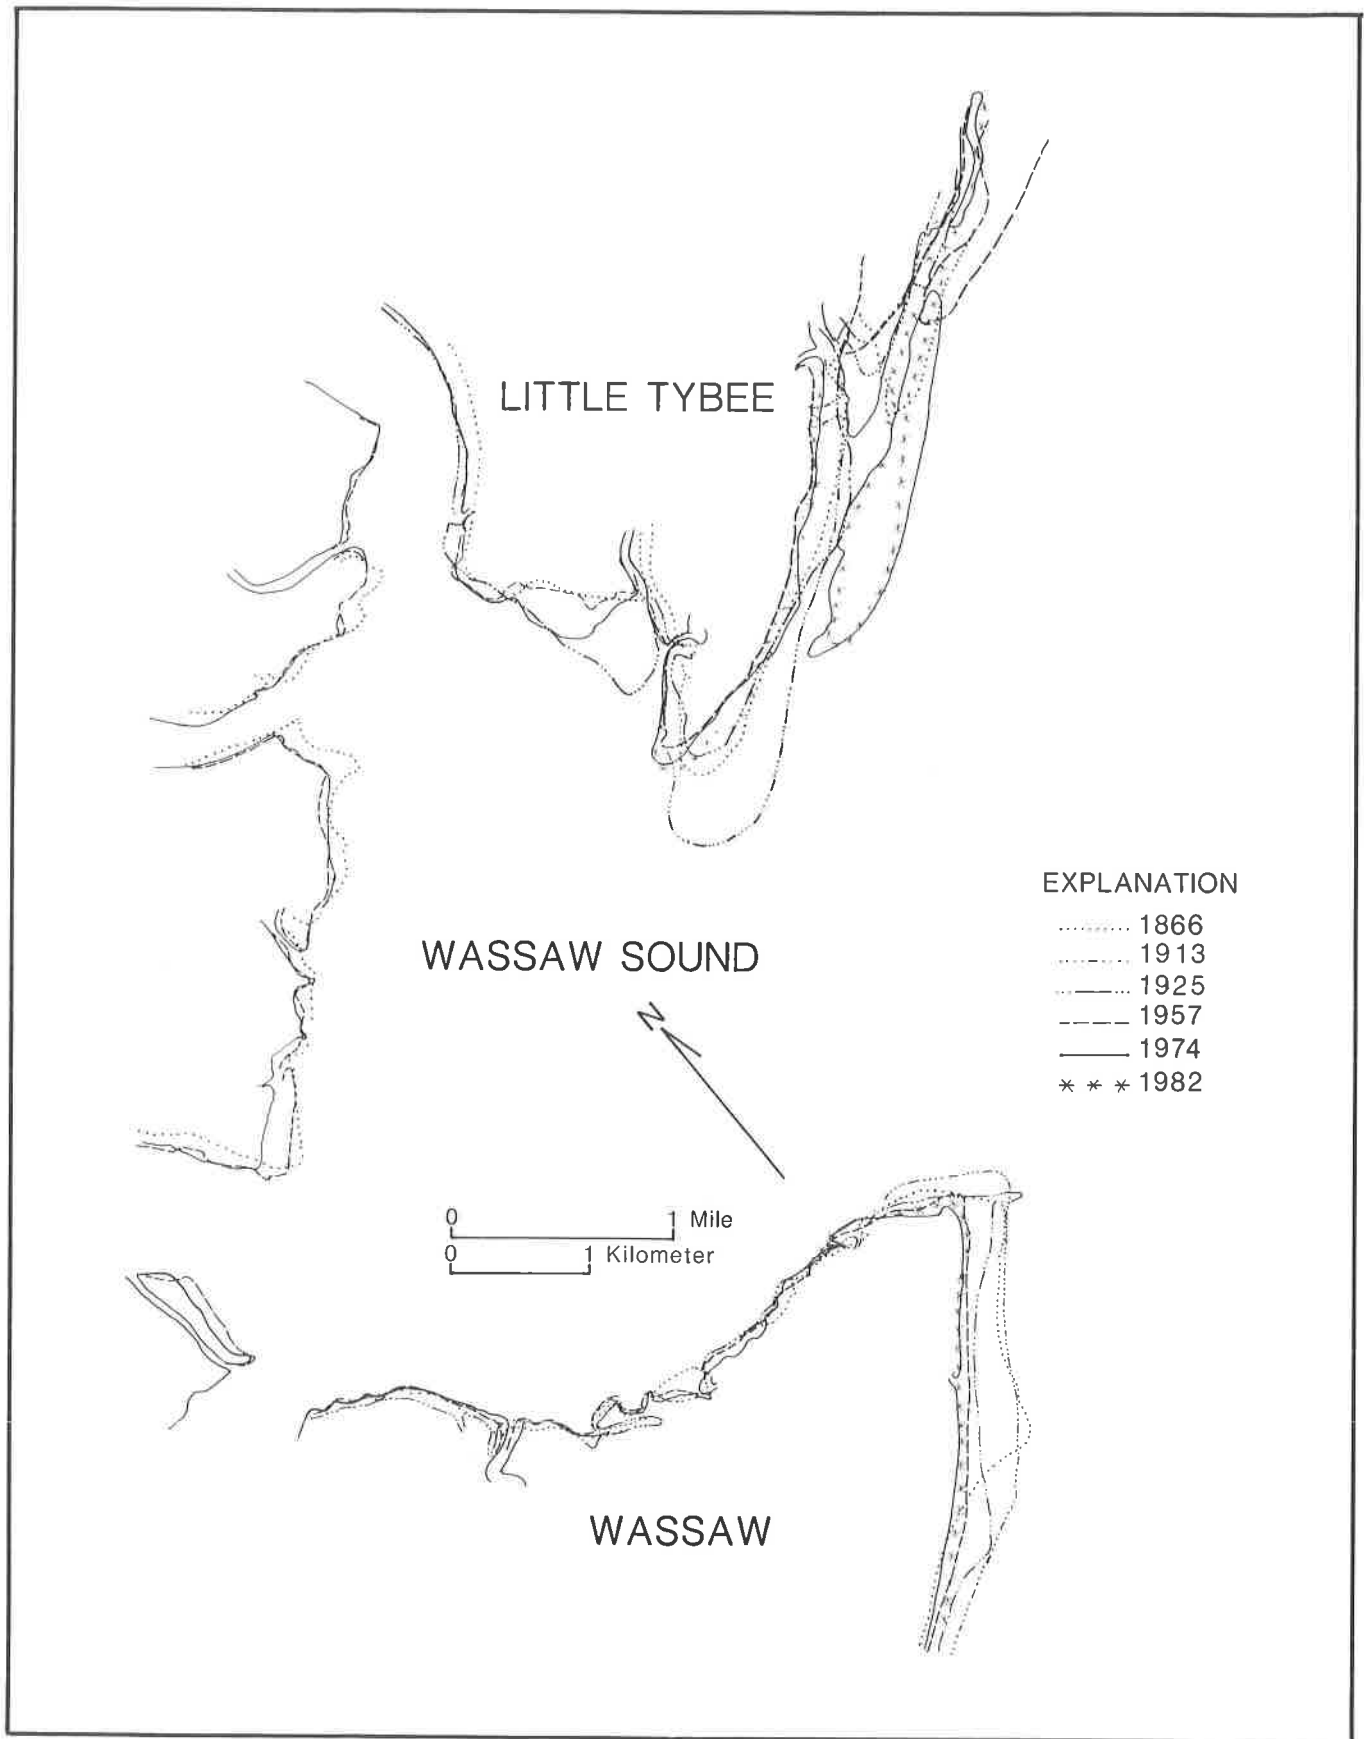 LITTLE TYBEE
WASSAW SOUND
EXPLANATION
1866
1913
1925
1957
1974
1982
N
0 1 Mile
0 1 Kilometer
WASSAW